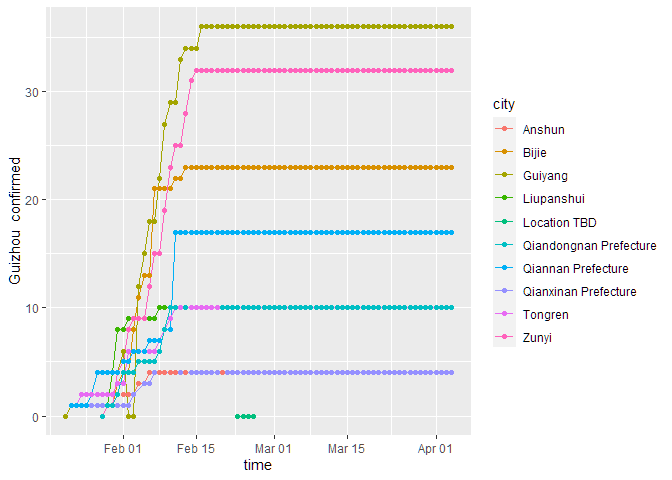 Guizhou confirmed
30
20
10
0
Feb 01
Feb 15
Mar 01
Mar 15
Apr 01
time
city
Anshun
Bijie
Guiyang
Liupanshui
Location TBD
Qiandongnan Prefecture
Qiannan Prefecture
Qianxinan Prefecture
Tongren
Zunyi